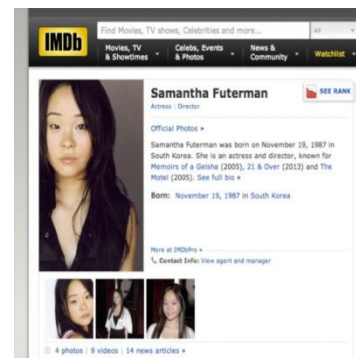 IMDb
Find Movies, TV shows, Celebrities and more...
All
Movies, TV
& Showtimes
Celebs, Events
& Photos
News &
Community
Watchlist
Samantha Futerman
SEE RANK
Actress | Director
Official Photos »
Samantha Futerman was born on November 19, 1987 in
South Korea. She is an actress and director, known for
Memoirs of a Geisha (2005), 21 & Over (2013) and The
Motel (2005). See full bio »
Born: November 19, 1987 in South Korea
More at IMDbPro »
Contact Info: View agent and manager
4 photos | 9 videos | 14 news articles »